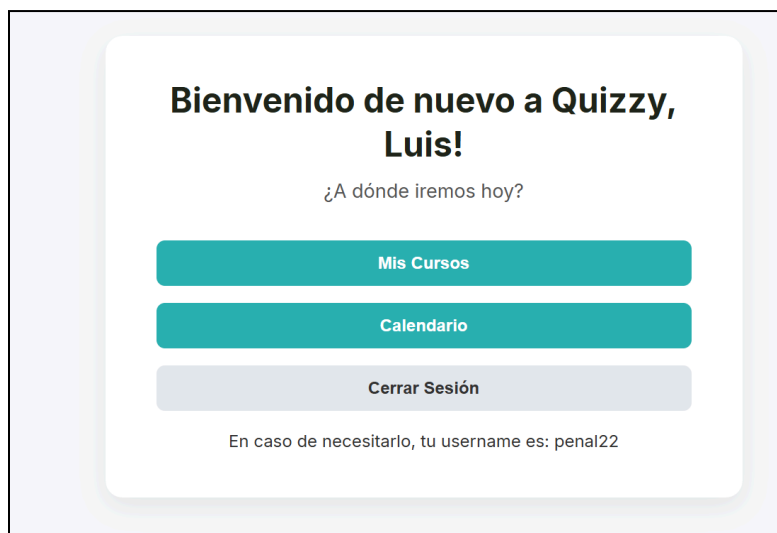 Bienvenido de nuevo a Quizzy,
Luis!
¿A dónde iremos hoy?
Mis Cursos
Calendario
Cerrar Sesión
En caso de necesitarlo, tu username es: penal22